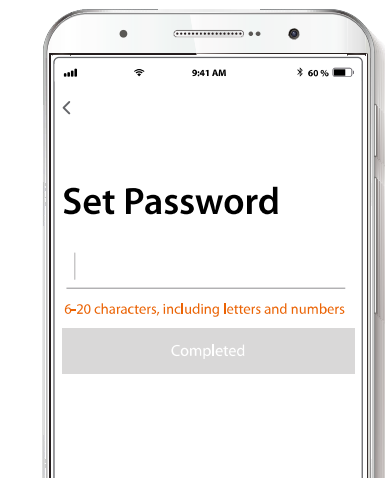 9:41 AM
60 %
Set Password
6-20 characters, including letters and numbers
Completed